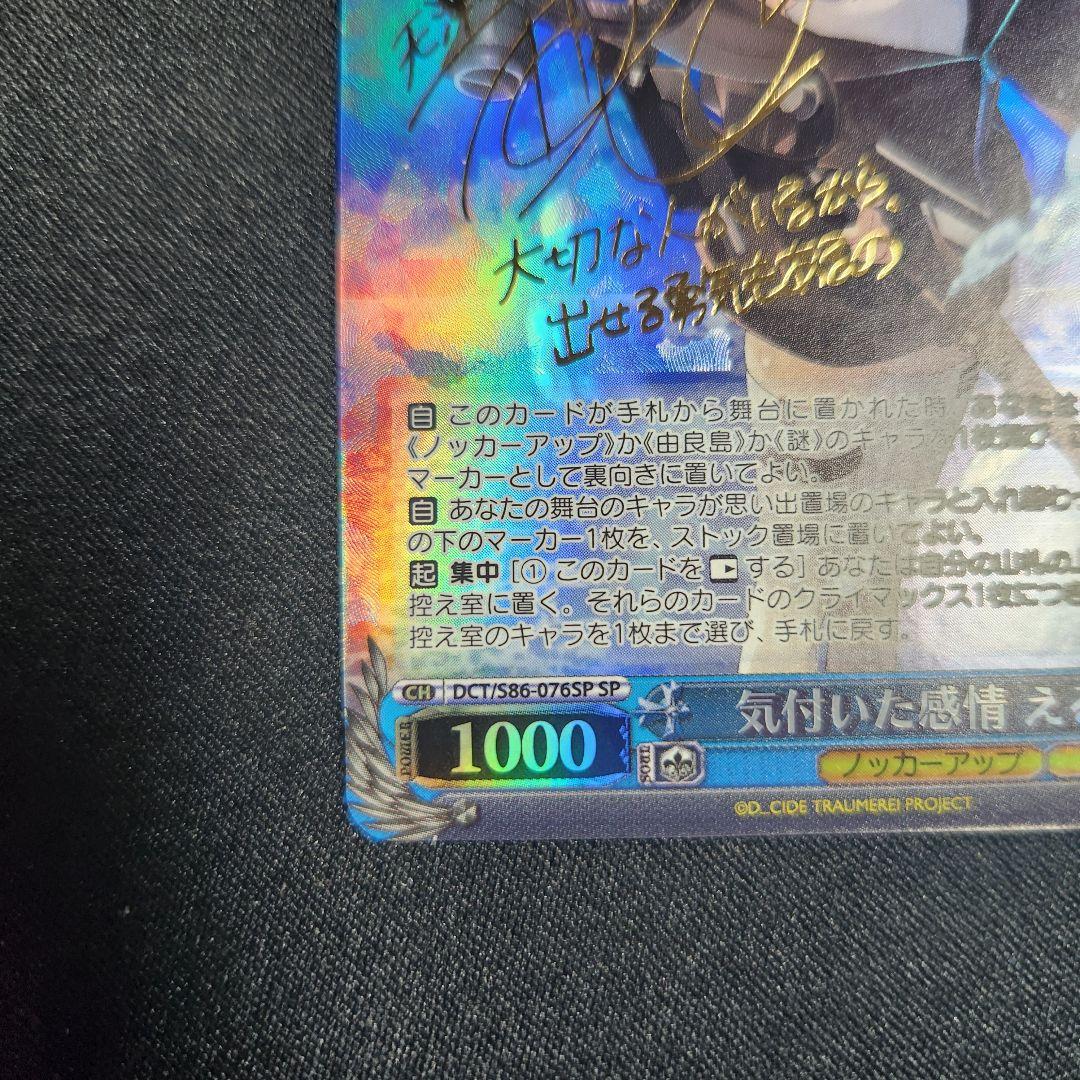 大切な人がいるから、
出せる勇気もあるの
自 このカードが手札から舞台に置かれた時、あなたは
《ノッカーアップ》か《由良島》か《謎》のキャラ
マーカーとして裏向きに置いてよい。
自 あなたの舞台のキャラが思い出置場のキャラと入れ替わっ
の下のマーカー1枚を、ストック置場に置いてよい。
起 集中 [① このカードを する] あなたは自分の山札の上
控え室に置く。それらのカードのクライマックス1枚につき
控え室のキャラを1枚まで選び、手札に戻す。
CH DCT/S86-076SP SP
気付いた感情 え
POWER 1000 SOUL
ノッカーアップ
©D_CIDE TRAUMEREI PROJECT